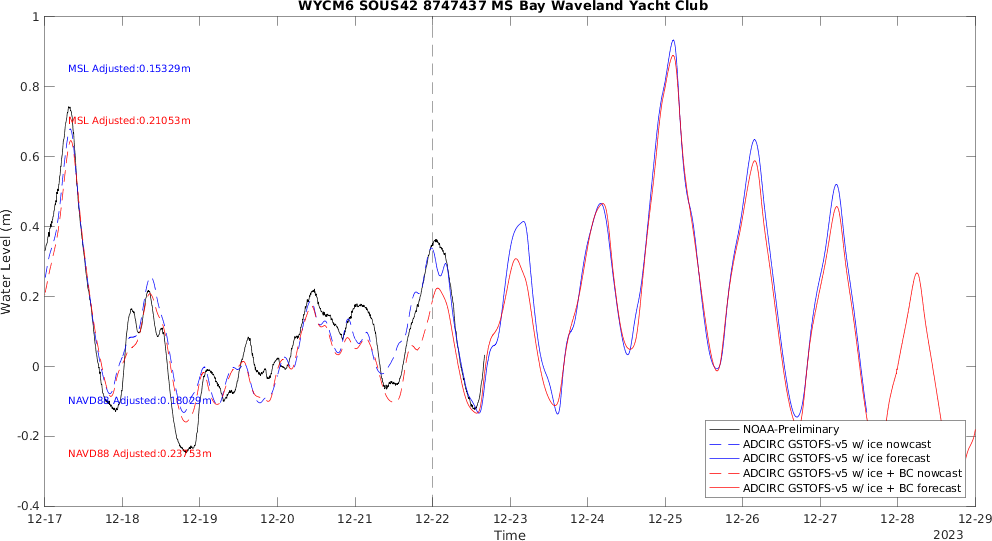 WYCM6 SOUS42 8747437 MS Bay Waveland Yacht Club
1
0.8
0.6
0.4
0.2
0
-0.2
-0.4
Water Level (m)
MSL Adjusted:0.15329m
MSL Adjusted:0.21053m
NAVD88 Adjusted:0.18029m
NAVD88 Adjusted:0.23753m
NOAA-Preliminary
ADCIRC GSTOFS-v5 w/ ice nowcast
ADCIRC GSTOFS-v5 w/ ice forecast
ADCIRC GSTOFS-v5 w/ ice + BC nowcast
ADCIRC GSTOFS-v5 w/ ice + BC forecast
12-17 12-18 12-19 12-20 12-21 12-22 12-23 12-24 12-25 12-26 12-27 12-28 12-29
Time
2023